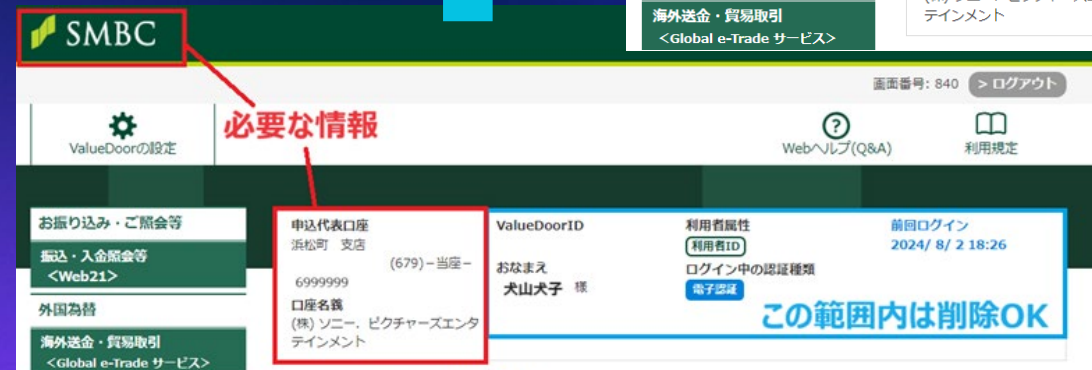 海外送金・貿易取引
<Global e-Trade サービス>
テインメント
SMBC
画面番号: 840
> ログアウト
必要な情報
ValueDoorの設定
Webヘルプ(Q&A)
利用規定
お振り込み・ご照会等
振込・入金照会等
<Web21>
外国為替
海外送金・貿易取引
<Global e-Trade サービス>
申込代表口座
浜松町 支店
(679)−当座−
6999999
口座名義
(株) ソニー．ピクチャーズエンタ
テインメント
ValueDoorID
おなまえ
犬山犬子 様
利用者属性
利用者ID
ログイン中の認証種類
電子認証
前回ログイン
2024/ 8/ 2 18:26
この範囲内は削除OK